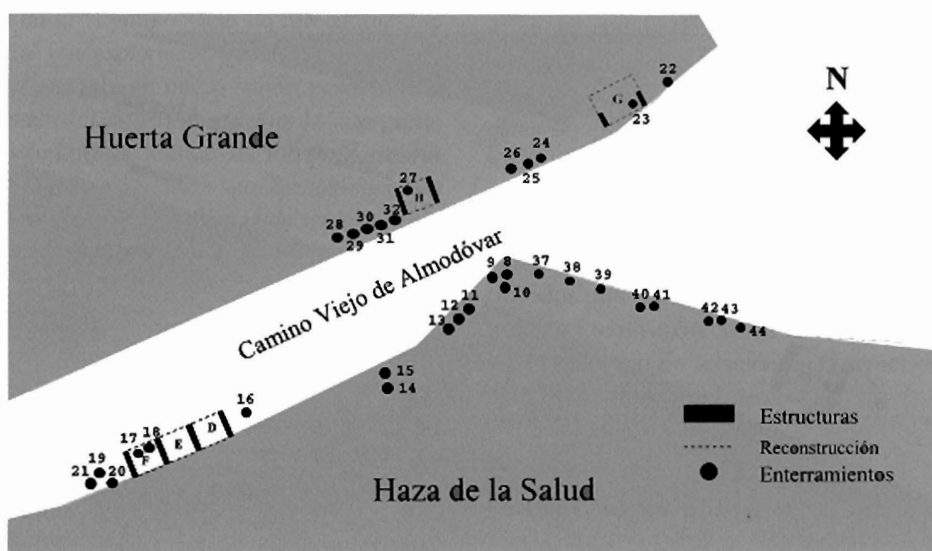 22
N
G
23
Huerta Grande
24
26
25
27
H
32
30
28
31
29
Camino Viejo de Almodóvar
9 8 37
38
39
10
11
12
13
40 41
42 43
44
15
14
16
D
E
18
17
F
19
21 20
Estructuras
Reconstrucción
Enterramientos
Haza de la Salud